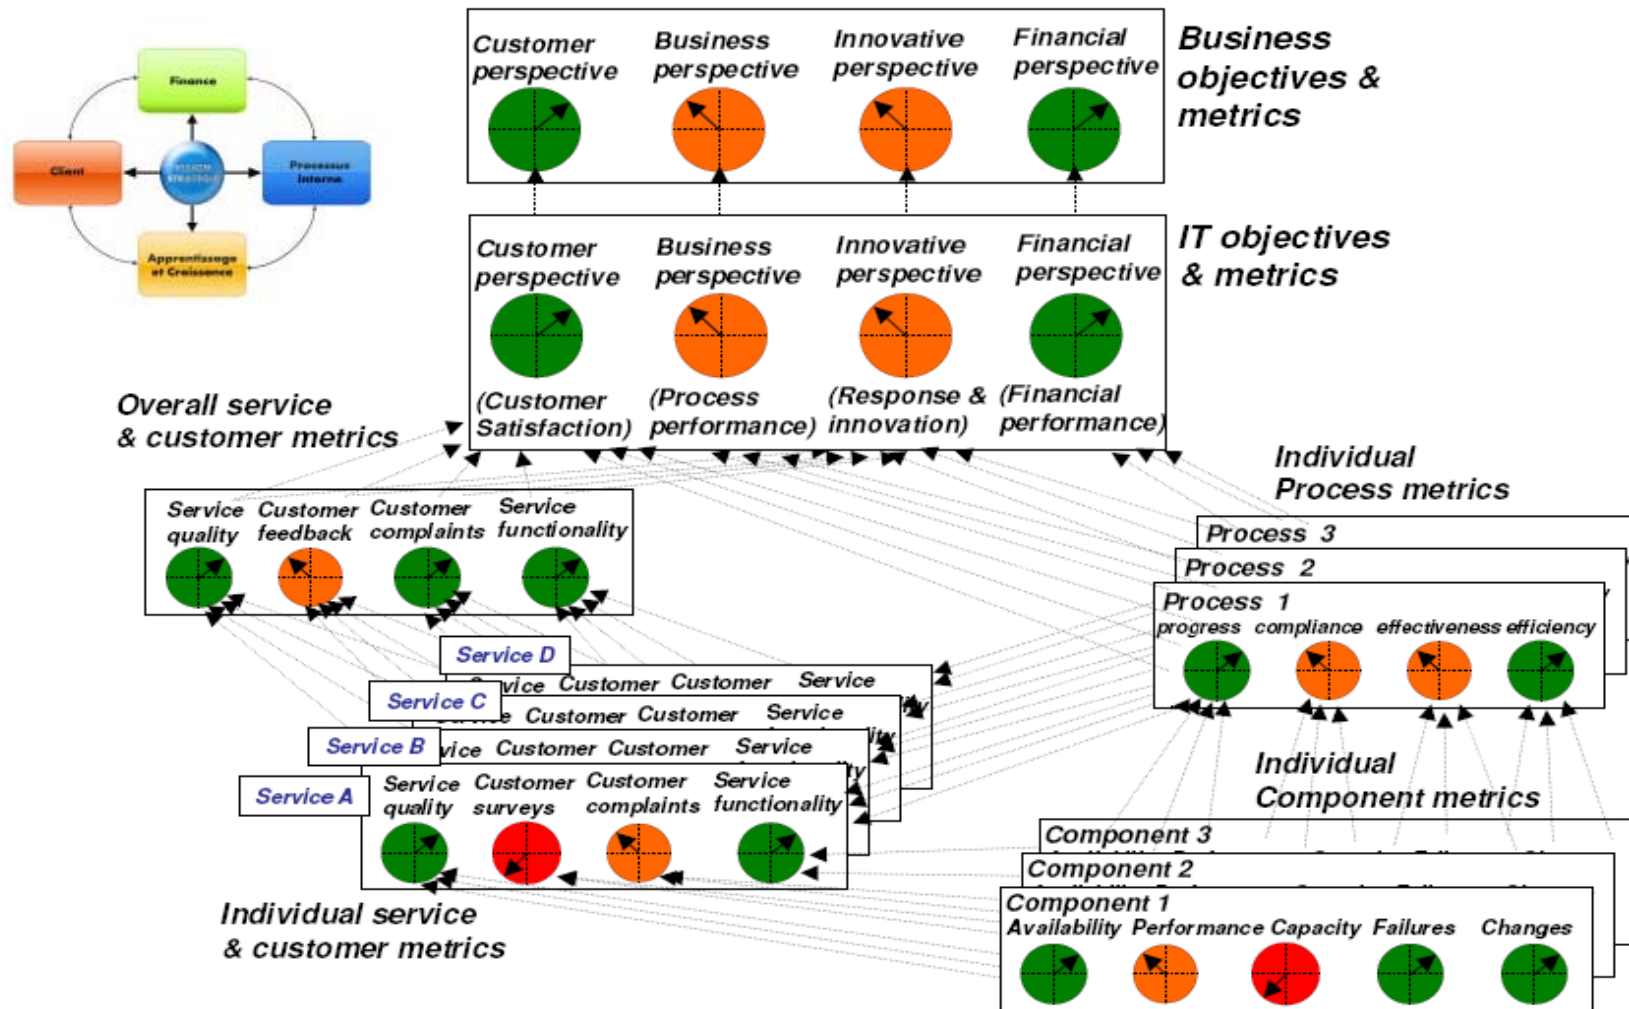 Finance
Client
Processus
Interne
Apprentissage
et Croissance
Customer
perspective
Business
perspective
Innovative
perspective
Financial
perspective
Business
objectives &
metrics
Customer
perspective
Business
perspective
Innovative
perspective
Financial
perspective
(Customer
Satisfaction)
(Process
performance)
(Response &
innovation)
(Financial
performance)
IT objectives
& metrics
Overall service
& customer metrics
Service
quality
Customer
feedback
Customer
complaints
Service
functionality
Individual
Process metrics
Process 3
Process 2
Process 1
progress
compliance
effectiveness
efficiency
Service D
Customer
Customer
Service
Service C
Customer
Customer
Service
Service B
Customer
Customer
Service
Service A
Service
quality
Customer
surveys
Customer
complaints
Service
functionality
Individual service
& customer metrics
Individual
Component metrics
Component 3
Component 2
Component 1
Availability
Performance
Capacity
Failures
Changes